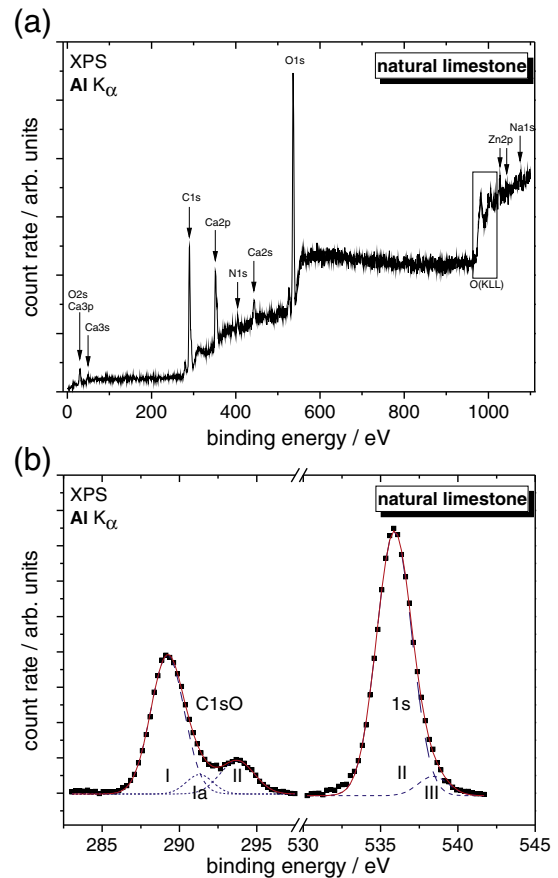 (a)
XPS
Al Kα
natural limestone
O1s
Na1s
Zn2p
C1s
Ca2p
N1s
Ca2s
O2s
Ca3p
Ca3s
O(KLL)
count rate / arb. units
0 200 400 600 800 1000
binding energy / eV
(b)
XPS
Al Kα
natural limestone
C1sO
1s
I
Ia
II
II
III
count rate / arb. units
285 290 295 530 535 540 545
binding energy / eV